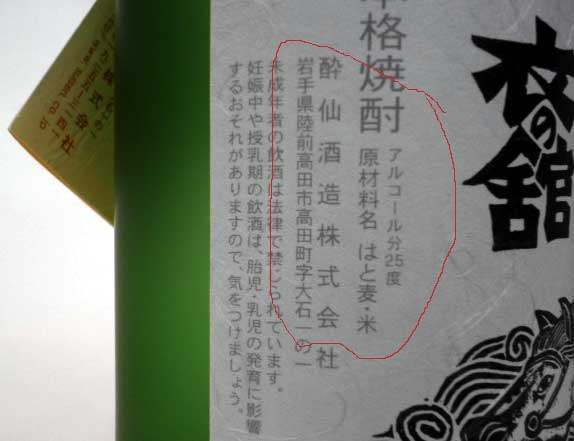 衣の舘
本格焼酎
アルコール分25度
原材料名 はと麦・米
酔仙酒造株式会社
岩手県陸前高田市高田町字大石一の一
未成年者の飲酒は法律で禁じられています。
妊娠中や授乳期の飲酒は、胎児・乳児の発育に影響
するおそれがありますので、気をつけましょう。